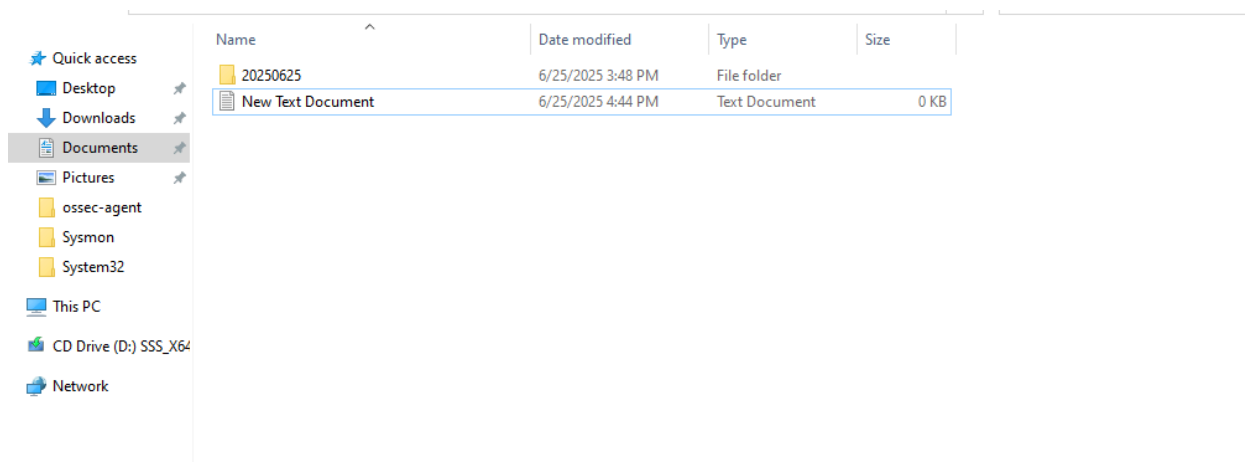 Name Date modified Type Size
Quick access
Desktop
Downloads
Documents
Pictures
ossec-agent
Sysmon
System32
This PC
CD Drive (D:) SSS_X64
Network
20250625 6/25/2025 3:48 PM File folder
New Text Document 6/25/2025 4:44 PM Text Document 0 KB